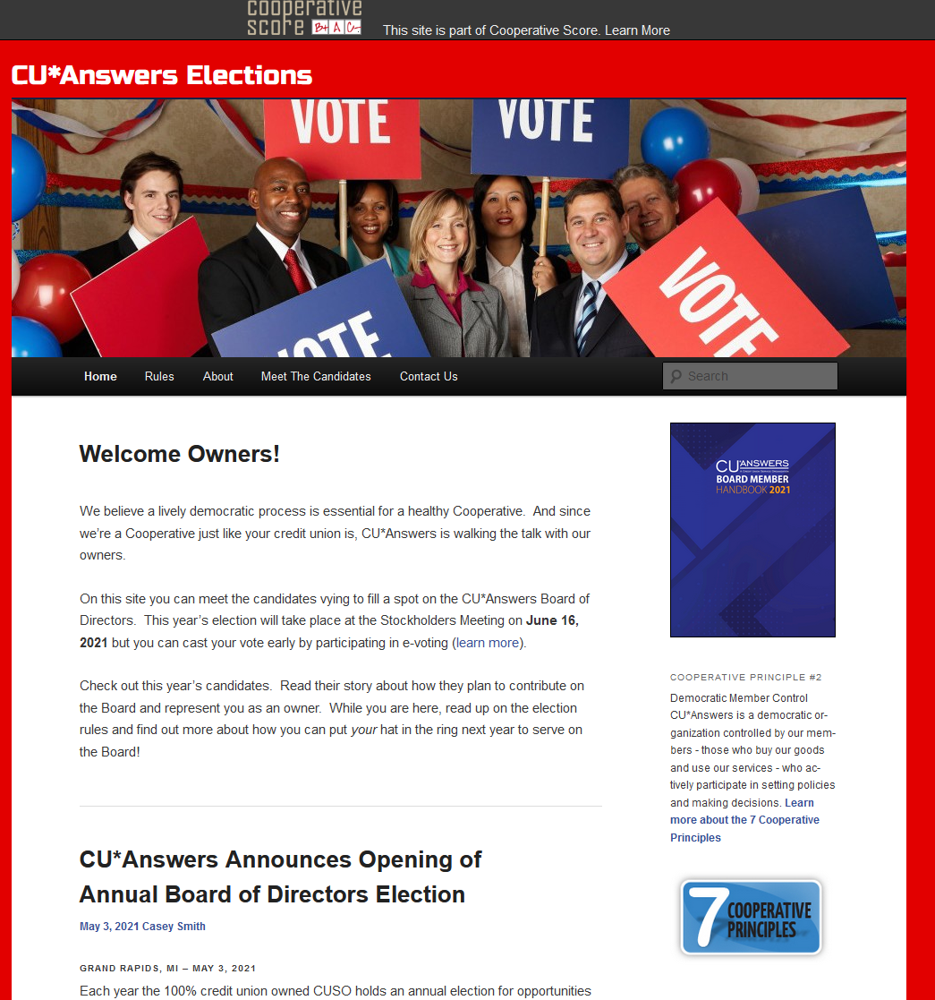 cooperative
score B+ A C-
This site is part of Cooperative Score. Learn More
CU*Answers Elections
VOTE
VOTE
VOTE
VOTE
Home Rules About Meet The Candidates Contact Us Search
Welcome Owners!
We believe a lively democratic process is essential for a healthy Cooperative.  And since
we’re a Cooperative just like your credit union is, CU*Answers is walking the talk with our
owners.
On this site you can meet the candidates vying to fill a spot on the CU*Answers Board of
Directors.  This year’s election will take place at the Stockholders Meeting on June 16,
2021 but you can cast your vote early by participating in e-voting (learn more).
Check out this year’s candidates.  Read their story about how they plan to contribute on
the Board and represent you as an owner.  While you are here, read up on the election
rules and find out more about how you can put your hat in the ring next year to serve on
the Board!
CU*Answers Announces Opening of
Annual Board of Directors Election
May 3, 2021 Casey Smith
GRAND RAPIDS, MI – MAY 3, 2021
Each year the 100% credit union owned CUSO holds an annual election for opportunities
CU*ANSWERS
BOARD MEMBER
HANDBOOK 2021
COOPERATIVE PRINCIPLE #2
Democratic Member Control
CU*Answers is a democratic or-
ganization controlled by our mem-
bers - those who buy our goods
and use our services - who ac-
tively participate in setting policies
and making decisions. Learn
more about the 7 Cooperative
Principles
7 COOPERATIVE
PRINCIPLES